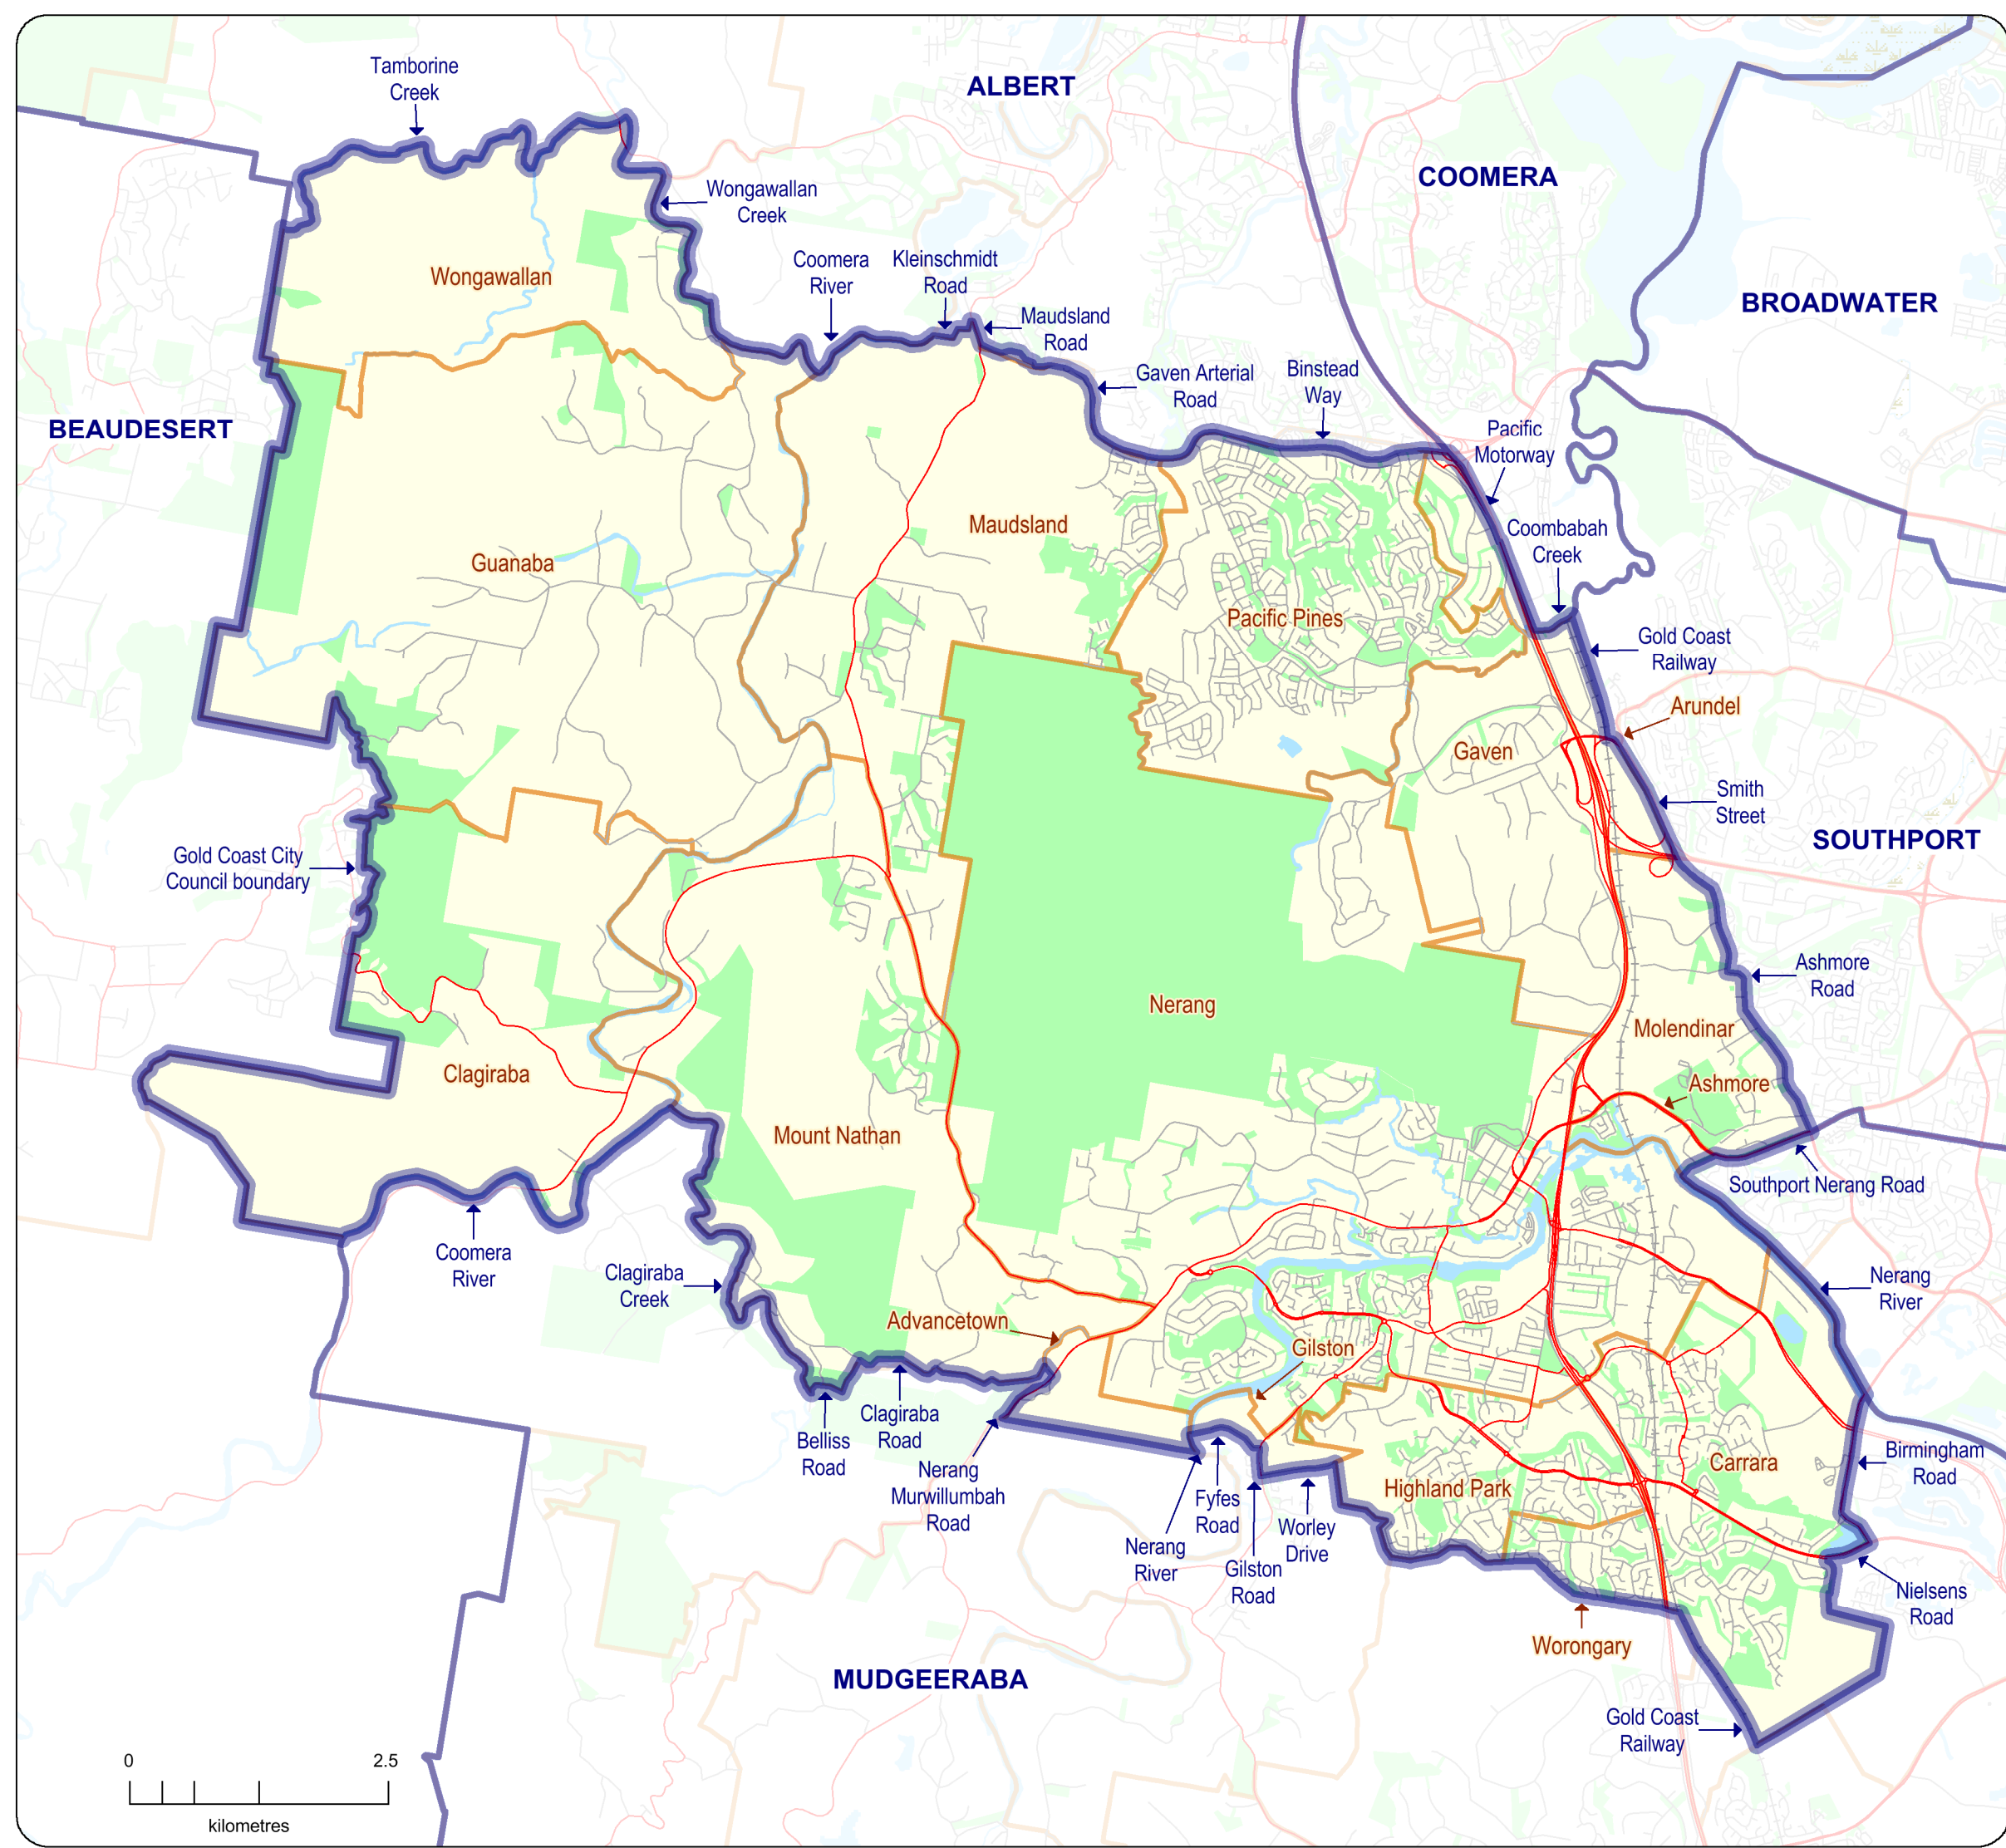 Tamborine
Creek
ALBERT
COOMERA
Wongawallan
Creek
Wongawallan
Coomera
River
Kleinschmidt
Road
Maudsland
Road
BROADWATER
Gaven Arterial
Road
Binstead
Way
BEAUDESERT
Pacific
Motorway
Maudsland
Coombabah
Creek
Guanaba
Pacific Pines
Gold Coast
Railway
Arundel
Gaven
Smith
Street
SOUTHPORT
Gold Coast City
Council boundary
Ashmore
Road
Nerang
Molendinar
Clagiraba
Ashmore
Mount Nathan
Southport Nerang Road
Coomera
River
Clagiraba
Creek
Nerang
River
Advancetown
Gilston
Clagiraba
Road
Belliss
Road
Nerang
Murwillumbah
Road
Highland Park
Carrara
Birmingham
Road
Fyfes
Road
Nerang
River
Worley
Drive
Gilston
Road
Nielsens
Road
Worongary
MUDGEERABA
Gold Coast
Railway
0 2.5
kilometres